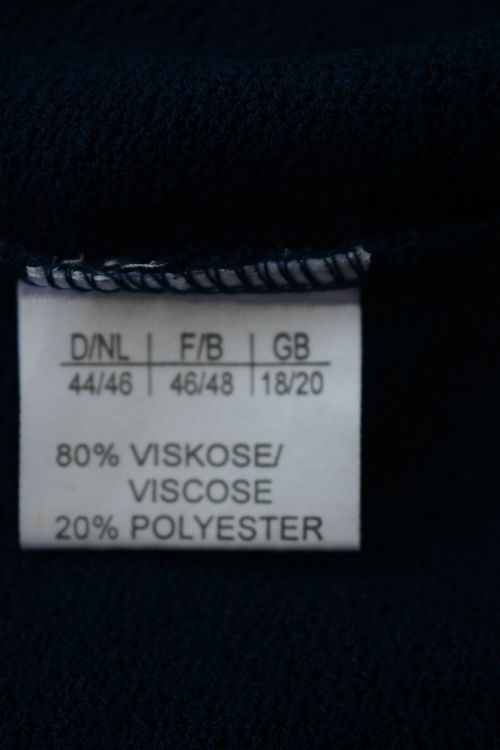 D/NL | F/B | GB
44/46 | 46/48 | 18/20
80% VISKOSE/
VISCOSE
20% POLYESTER